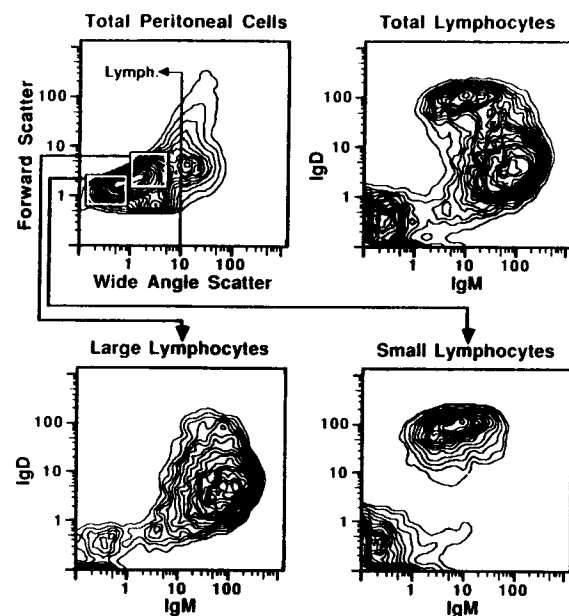 Total Peritoneal Cells
Total Lymphocytes
Lymph.
Forward Scatter
100
10
1
1
10
100
Wide Angle Scatter
IgD
100
10
1
1
10
100
IgM
Large Lymphocytes
Small Lymphocytes
IgD
100
10
1
1
10
100
IgM
100
10
1
1
10
100
IgM